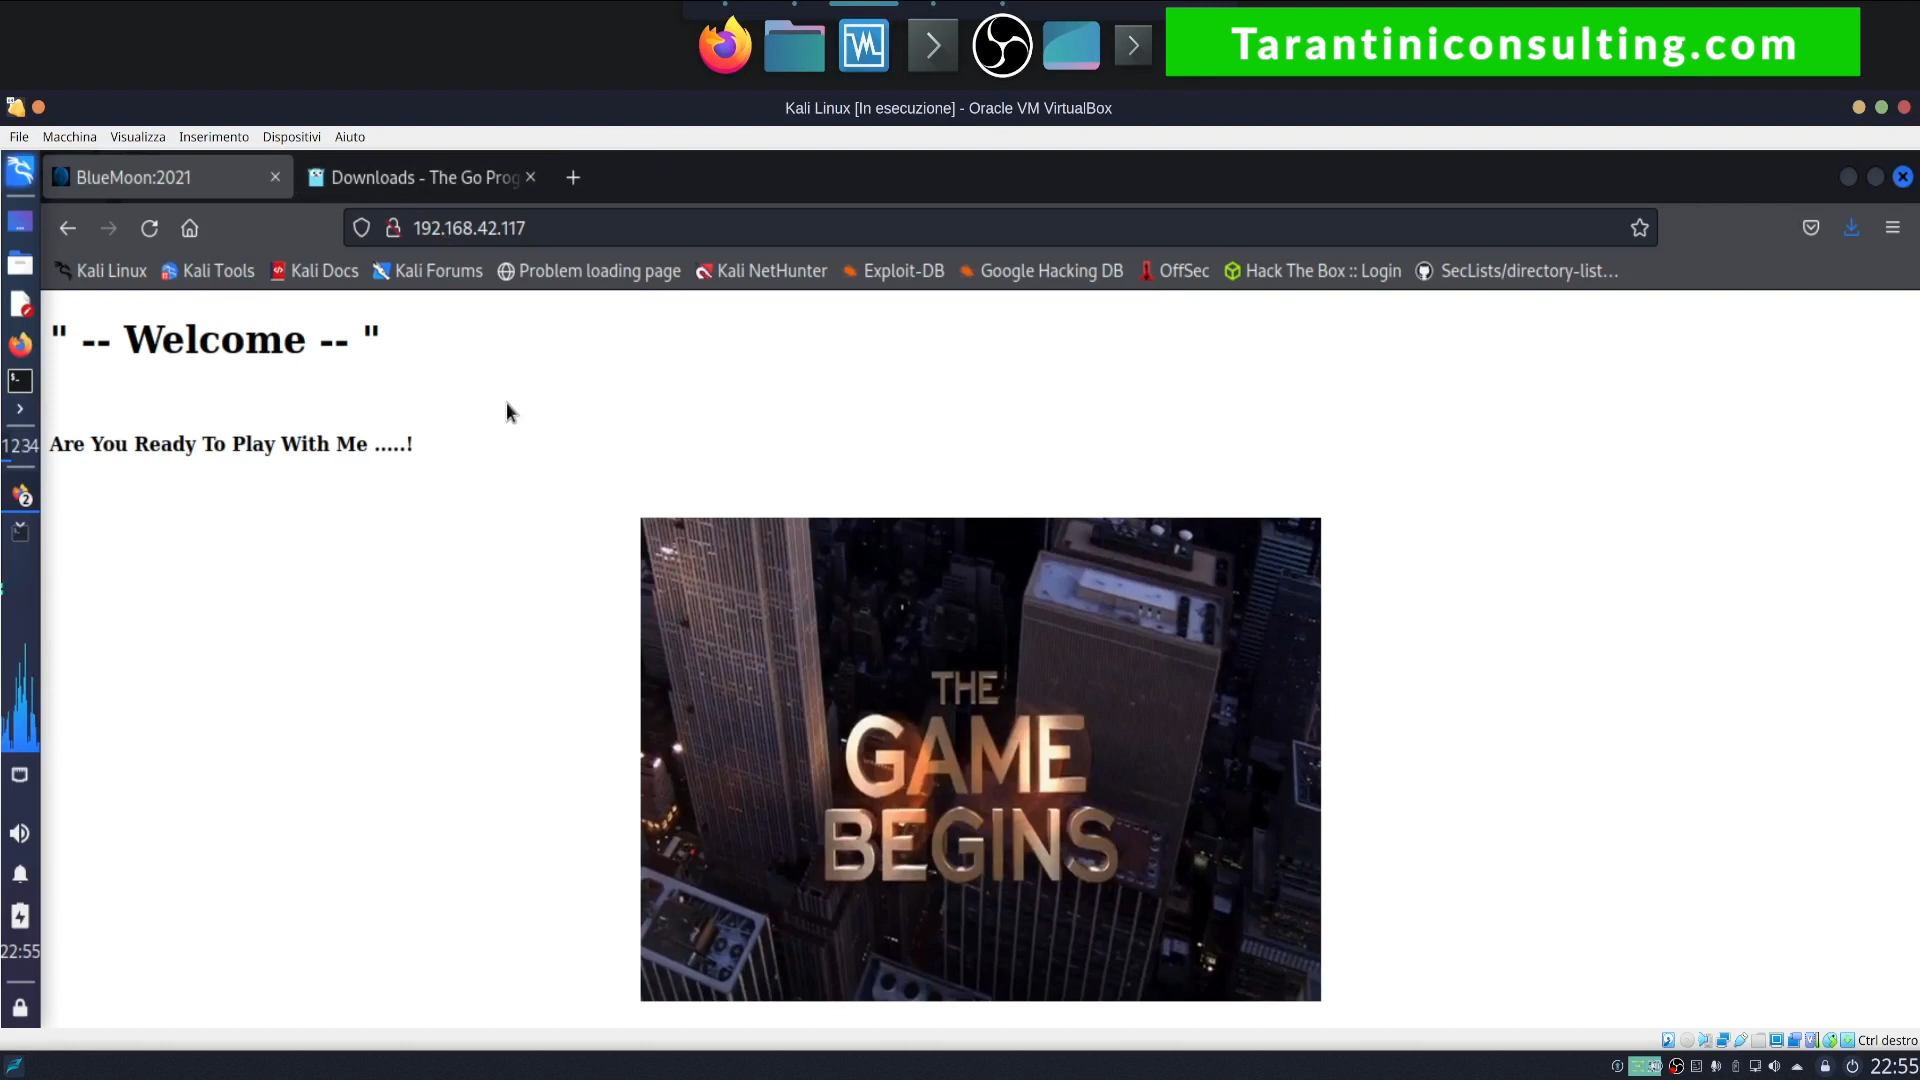 Tarantiniconsulting.com
Kali Linux [In esecuzione] - Oracle VM VirtualBox
File Macchina Visualizza Inserimento Dispositivi Aiuto
BlueMoon:2021
Downloads - The Go Prog
192.168.42.117
Kali Linux Kali Tools Kali Docs Kali Forums Problem loading page Kali NetHunter Exploit-DB Google Hacking DB OffSec Hack The Box :: Login SecLists/directory-list…
" -- Welcome -- "
Are You Ready To Play With Me .....!
THE
GAME
BEGINS
1234
2
22:55
Ctrl destro
22:55